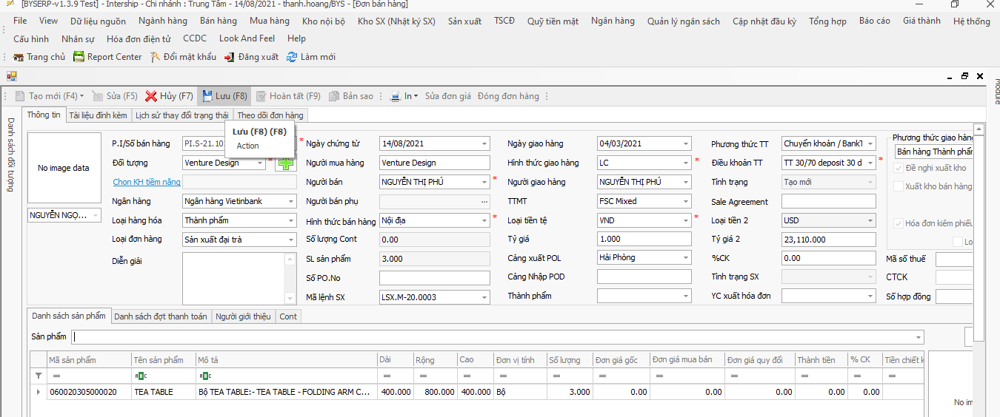 [BYSERP-v1.3.9 Test] - Intership - Chi nhánh : Trung Tâm - 14/08/2021 - thanh.hoang/BYS - [Đơn bán hàng]
File View Dữ liệu nguồn Ngành hàng Bán hàng Mua hàng Kho nội bộ Kho SX (Nhật ký SX) Sản xuất TSCĐ Quỹ tiền mặt Ngân hàng Quản lý ngân sách Cập nhật đầu kỳ Tổng hợp Báo cáo Giá thành Hệ thống
Cấu hình Nhân sự Hóa đơn điện tử CCDC Look And Feel Help
Trang chủ Report Center Đổi mật khẩu Đăng xuất Làm mới
Module
Tạo mới (F4) Sửa (F5) Hủy (F7) Lưu (F8) Hoàn tất (F9) Bản sao In Sửa đơn giá Đóng đơn hàng
Danh sách đối tượng
Thông tin Tài liệu đính kèm Lịch sử thay đổi trạng thái Theo dõi đơn hàng
Lưu (F8) (F8)
Action
No image data
NGUYỄN NGỌ...
P.I/Số bán hàng PI.S-21.10 * Ngày chứng từ 14/08/2021 Ngày giao hàng 04/03/2021 Phương thức TT Chuyển khoản / BankT Phương thức giao hàng
Đối tượng Venture Design * Người mua hàng Venture Design Hình thức giao hàng LC * Điều khoản TT TT 30/70 deposit 30 d * Bán hàng Thành phẩm
Đề nghị xuất kho
Chọn KH tiềm năng Người bán NGUYỄN THỊ PHÚ * Người giao hàng NGUYỄN THỊ PHÚ Tình trạng Tạo mới
Xuất kho bán hàng
Ngân hàng Ngân hàng Vietinbank Người bán phụ ... TTMT FSC Mixed Sale Agreement
Loại hàng hóa Thành phẩm Hình thức bán hàng Nội địa * Loại tiền tệ VND * Loại tiền 2 USD Hóa đơn kiêm phiếu
Loại đơn hàng Sản xuất đại trà Số lượng Cont 0.00 Tỷ giá 1.000 Tỷ giá 2 23,110.000 Lo
Diễn giải SL sản phẩm 3.000 Cảng xuất POL Hải Phòng %CK 0.00 Mã số thuế
Số PO.No Cảng Nhập POD Tình trạng SX CTCK
Mã lệnh SX LSX.M-20.0003 Thành phẩm YC xuất hóa đơn Số hợp đồng
Danh sách sản phẩm Danh sách đợt thanh toán Người giới thiệu Cont
Sản phẩm
Mã sản phẩm Tên sản phẩm Mô tả Dài Rộng Cao Đơn vị tính Số lượng Đơn giá gốc Đơn giá mua bán Đơn giá quy đổi Thành tiền % CK Tiền chiết k
= ABC ABC = = = = = = = = = = =
060020305000020 TEA TABLE Bộ TEA TABLE:- TEA TABLE - FOLDING ARM C... 400.000 800.000 400.000 Bộ 3.000 0.00 0.00 0.00 0.00 0.00
No im